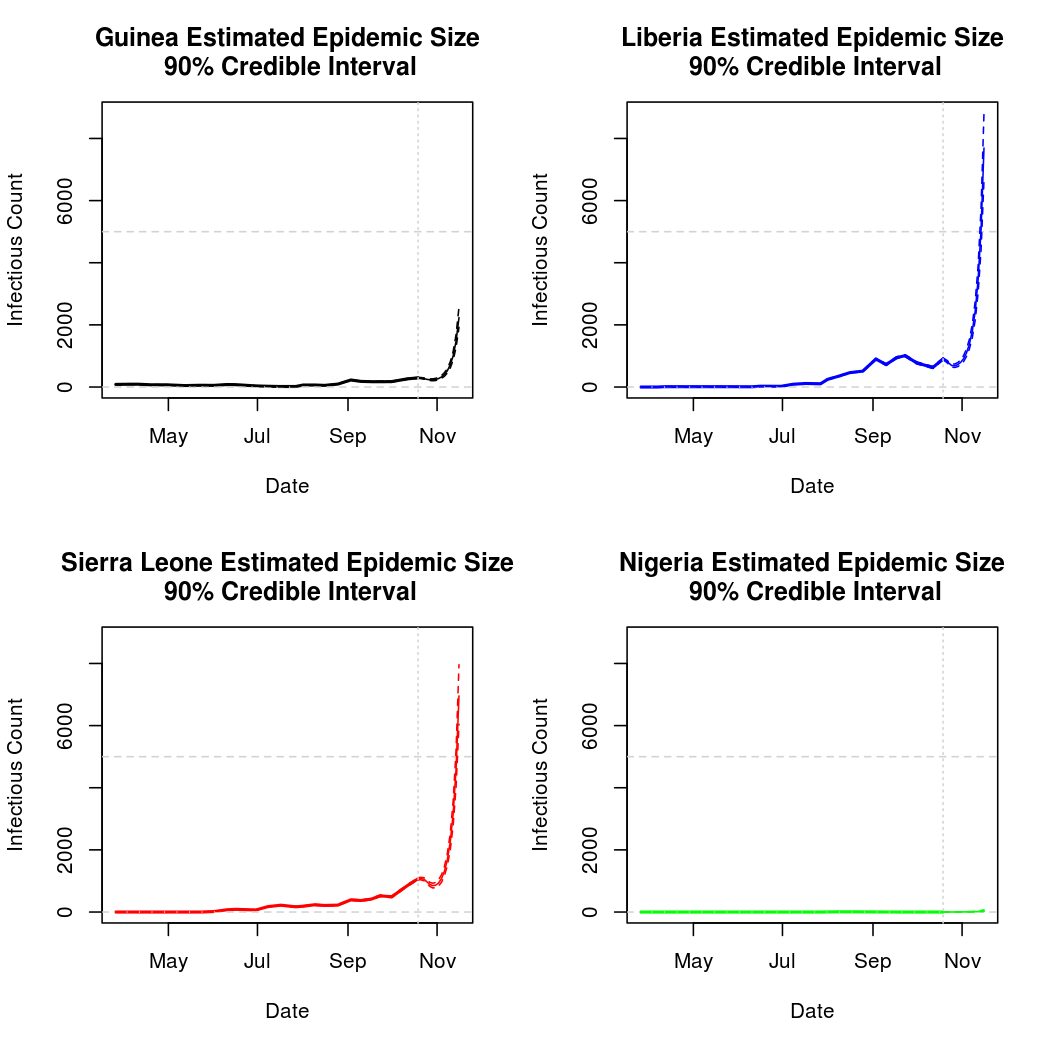 Guinea Estimated Epidemic Size
90% Credible Interval
Infectious Count
6000
2000
0
May Jul Sep Nov
Date
Liberia Estimated Epidemic Size
90% Credible Interval
Infectious Count
6000
2000
0
May Jul Sep Nov
Date
Sierra Leone Estimated Epidemic Size
90% Credible Interval
Infectious Count
6000
2000
0
May Jul Sep Nov
Date
Nigeria Estimated Epidemic Size
90% Credible Interval
Infectious Count
6000
2000
0
May Jul Sep Nov
Date